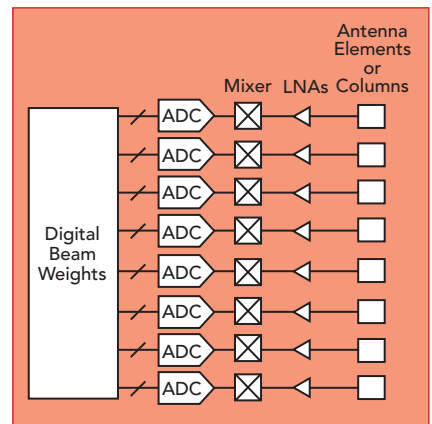 Antenna
Elements
or
Mixer LNAs Columns
ADC
ADC
ADC
ADC
ADC
ADC
ADC
ADC
Digital
Beam
Weights